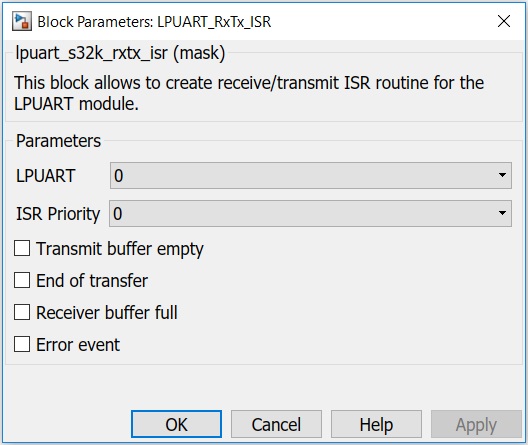 Block Parameters: LPUART_RxTx_ISR
lpuart_s32k_rxtx_isr (mask)
This block allows to create receive/transmit ISR routine for the
LPUART module.
Parameters
LPUART 0
ISR Priority 0
Transmit buffer empty
End of transfer
Receiver buffer full
Error event
OK Cancel Help Apply